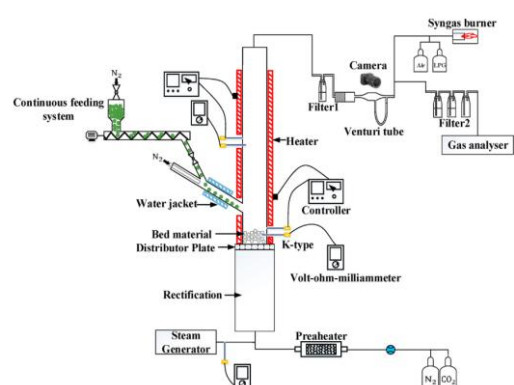 Syngas burner
N₂
Camera
Air
LPG
Continuous feeding
system
Filter1
Venturi tube
Filter2
Heater
Gas analyser
N₂
Water jacket
Controller
Bed material
K-type
Distributor Plate
Volt-ohm-milliammeter
Rectification
Steam
Generator
Preaheater
N₂
CO₂